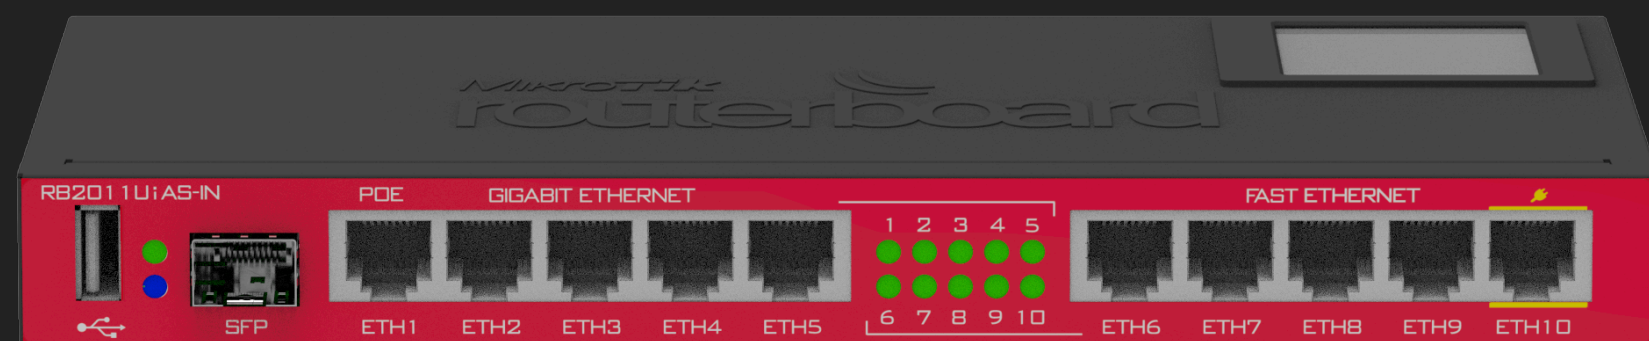 MikroTik
routerboard
RB2011UiAS-IN
POE
GIGABIT ETHERNET
FAST ETHERNET
1 2 3 4 5
6 7 8 9 10
SFP
ETH1 ETH2 ETH3 ETH4 ETH5
ETH6 ETH7 ETH8 ETH9 ETH10